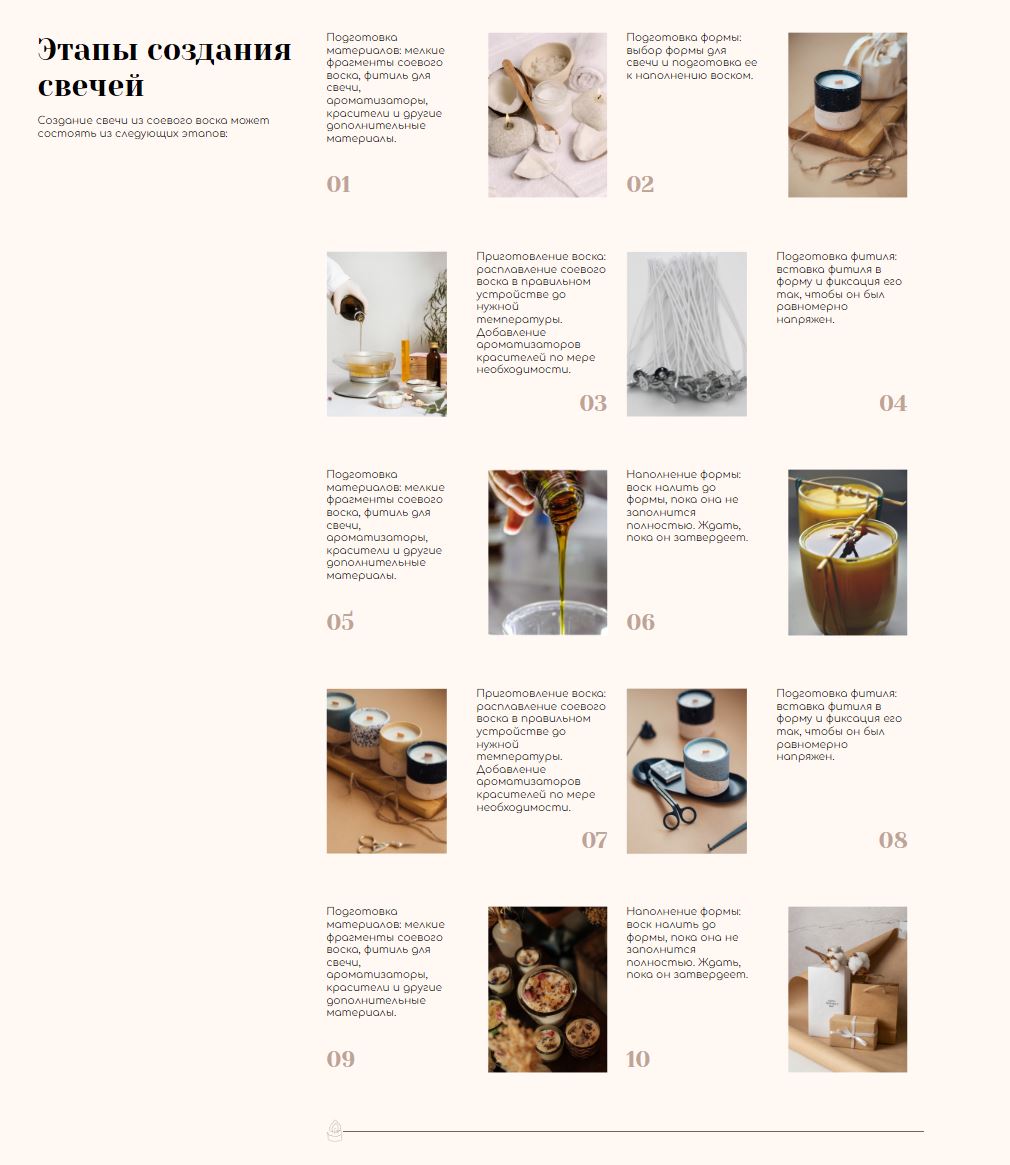 Этапы создания
свечей
Создание свечи из соевого воска может
состоять из следующих этапов:
Подготовка
материалов: мелкие
фрагменты соевого
воска, фитиль для
свечи,
ароматизаторы,
красители и другие
дополнительные
материалы.
01
Подготовка формы:
выбор формы для
свечи и подготовка ее
к наполнению воском.
02
Приготовление воска:
расплавление соевого
воска в правильном
устройстве до
нужной
температуры.
Добавление
ароматизаторов
красителей по мере
необходимости.
03
Подготовка фитиля:
вставка фитиля в
форму и фиксация его
так, чтобы он был
равномерно
напряжен.
04
Подготовка
материалов: мелкие
фрагменты соевого
воска, фитиль для
свечи,
ароматизаторы,
красители и другие
дополнительные
материалы.
05
Наполнение формы:
воск налить до
формы, пока она не
заполнится
полностью. Ждать,
пока он затвердеет.
06
Приготовление воска:
расплавление соевого
воска в правильном
устройстве до
нужной
температуры.
Добавление
ароматизаторов
красителей по мере
необходимости.
07
Подготовка фитиля:
вставка фитиля в
форму и фиксация его
так, чтобы он был
равномерно
напряжен.
08
Подготовка
материалов: мелкие
фрагменты соевого
воска, фитиль для
свечи,
ароматизаторы,
красители и другие
дополнительные
материалы.
09
Наполнение формы:
воск налить до
формы, пока она не
заполнится
полностью. Ждать,
пока он затвердеет.
10